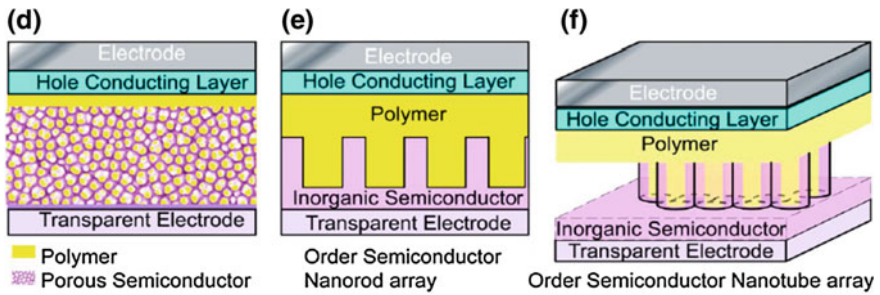 (d)
Electrode
Hole Conducting Layer
Transparent Electrode
Polymer
Porous Semiconductor
(e)
Electrode
Hole Conducting Layer
Polymer
Inorganic Semiconductor
Transparent Electrode
Order Semiconductor
Nanorod array
(f)
Electrode
Hole Conducting Layer
Polymer
Inorganic Semiconductor
Transparent Electrode
Order Semiconductor Nanotube array